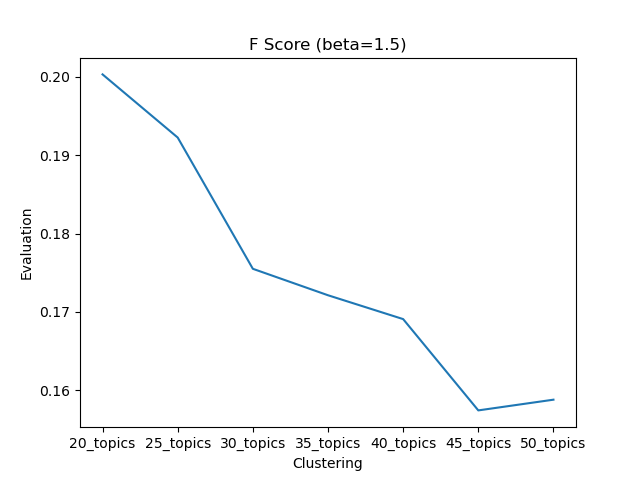 F Score (beta=1.5)
0.20
0.19
0.18
0.17
0.16
Evaluation
20_topics 25_topics 30_topics 35_topics 40_topics 45_topics 50_topics
Clustering